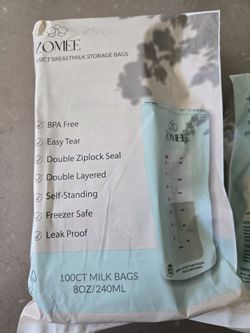 ZOMEE
100CT BREASTMILK STORAGE BAGS
BPA Free
Easy Tear
Double Ziplock Seal
Double Layered
Self-Standing
Freezer Safe
Leak Proof
100CT MILK BAGS
8OZ/240ML
ZOMEE